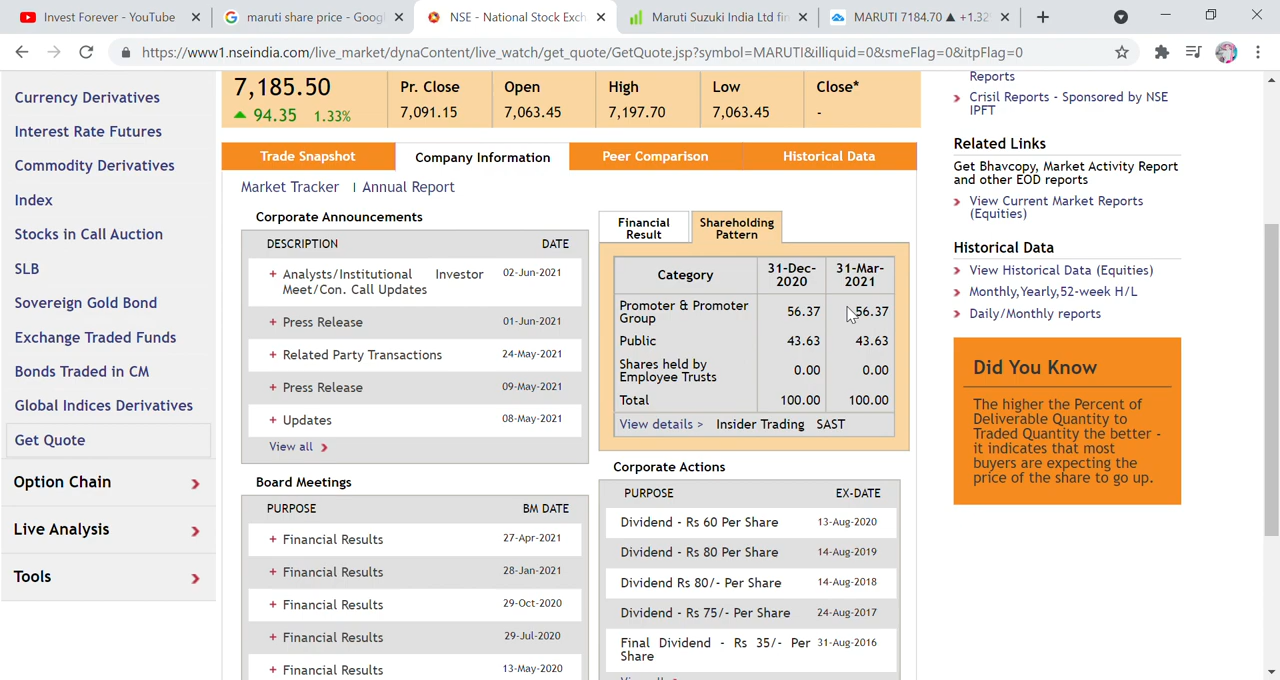 Invest Forever - YouTube
maruti share price - Goog
NSE - National Stock Exch
Maruti Suzuki India Ltd fin
MARUTI 7184.70 ▲ +1.32%
https://www1.nseindia.com/live_market/dynaContent/live_watch/get_quote/GetQuote.jsp?symbol=MARUTI&illiquid=0&smeFlag=0&itpFlag=0
Currency Derivatives
Interest Rate Futures
Commodity Derivatives
Index
Stocks in Call Auction
SLB
Sovereign Gold Bond
Exchange Traded Funds
Bonds Traded in CM
Global Indices Derivatives
Get Quote
Option Chain
Live Analysis
Tools
7,185.50
▲ 94.35 1.33%
Pr. Close Open High Low Close*
7,091.15 7,063.45 7,197.70 7,063.45 -
Trade Snapshot Company Information Peer Comparison Historical Data
Market Tracker | Annual Report
Corporate Announcements
DESCRIPTION DATE
+ Analysts/Institutional Investor 02-Jun-2021
Meet/Con. Call Updates
+ Press Release 01-Jun-2021
+ Related Party Transactions 24-May-2021
+ Press Release 09-May-2021
+ Updates 08-May-2021
View all
Board Meetings
PURPOSE BM DATE
+ Financial Results 27-Apr-2021
+ Financial Results 28-Jan-2021
+ Financial Results 29-Oct-2020
+ Financial Results 29-Jul-2020
+ Financial Results 13-May-2020
Financial
Result
Shareholding
Pattern
Category
31-Dec-
2020
31-Mar-
2021
Promoter & Promoter 56.37 56.37
Group
Public 43.63 43.63
Shares held by
Employee Trusts 0.00 0.00
Total 100.00 100.00
View details > Insider Trading SAST
Corporate Actions
PURPOSE EX-DATE
Dividend - Rs 60 Per Share 13-Aug-2020
Dividend - Rs 80 Per Share 14-Aug-2019
Dividend Rs 80/- Per Share 14-Aug-2018
Dividend - Rs 75/- Per Share 24-Aug-2017
Final Dividend - Rs 35/- Per 31-Aug-2016
Share
Reports
Crisil Reports - Sponsored by NSE
IPFT
Related Links
Get Bhavcopy, Market Activity Report
and other EOD reports
View Current Market Reports
(Equities)
Historical Data
View Historical Data (Equities)
Monthly,Yearly,52-week H/L
Daily/Monthly reports
Did You Know
The higher the Percent of
Deliverable Quantity to
Traded Quantity the better -
it indicates that most
buyers are expecting the
price of the share to go up.